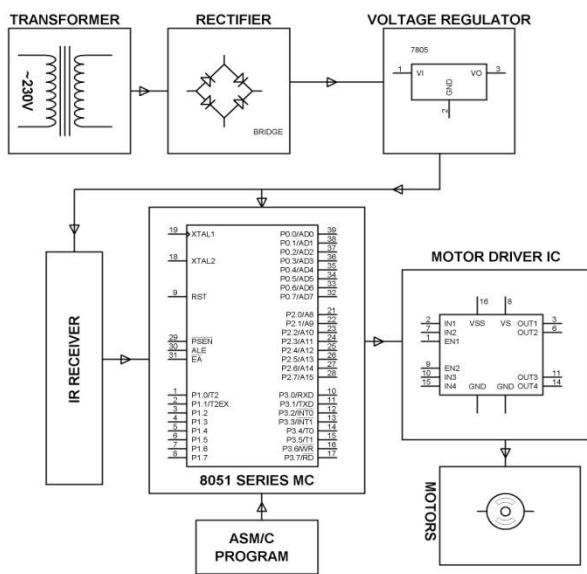 TRANSFORMER
RECTIFIER
VOLTAGE REGULATOR
~230V
BRIDGE
7805
1
VI
VO
3
GND
2
IR RECEIVER
19
XTAL1
18
XTAL2
9
RST
29
PSEN
30
ALE
31
EA
1
P1.0/T2
2
P1.1/T2EX
3
P1.2
4
P1.3
5
P1.4
6
P1.5
7
P1.6
8
P1.7
P0.0/AD0
39
P0.1/AD1
38
P0.2/AD2
37
P0.3/AD3
36
P0.4/AD4
35
P0.5/AD5
34
P0.6/AD6
33
P0.7/AD7
32
P2.0/A8
21
P2.1/A9
22
P2.2/A10
23
P2.3/A11
24
P2.4/A12
25
P2.5/A13
26
P2.6/A14
27
P2.7/A15
28
P3.0/RXD
10
P3.1/TXD
11
P3.2/INT0
12
P3.3/INT1
13
P3.4/T0
14
P3.5/T1
15
P3.6/WR
16
P3.7/RD
17
8051 SERIES MC
ASM/C
PROGRAM
MOTOR DRIVER IC
16
8
VSS
VS
2
IN1
7
IN2
1
EN1
9
EN2
10
IN3
15
IN4
OUT1
3
OUT2
6
OUT3
11
OUT4
14
GND
GND
MOTORS